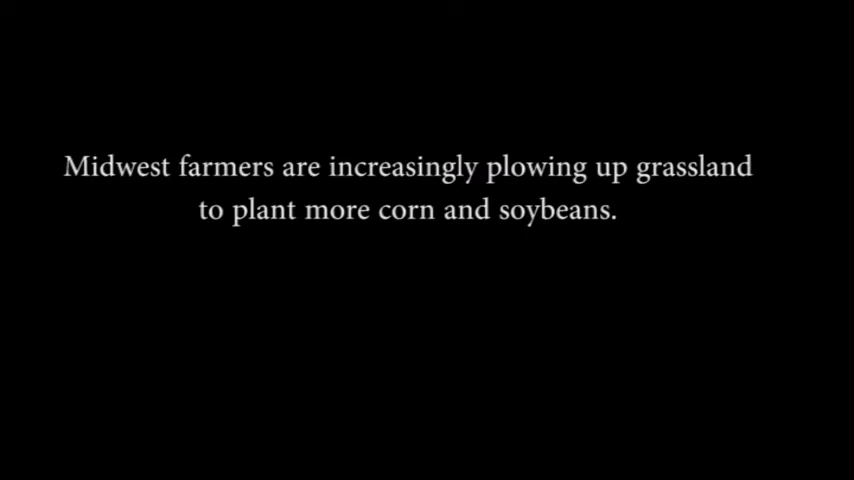 Midwest farmers are increasingly plowing up grassland
to plant more corn and soybeans.